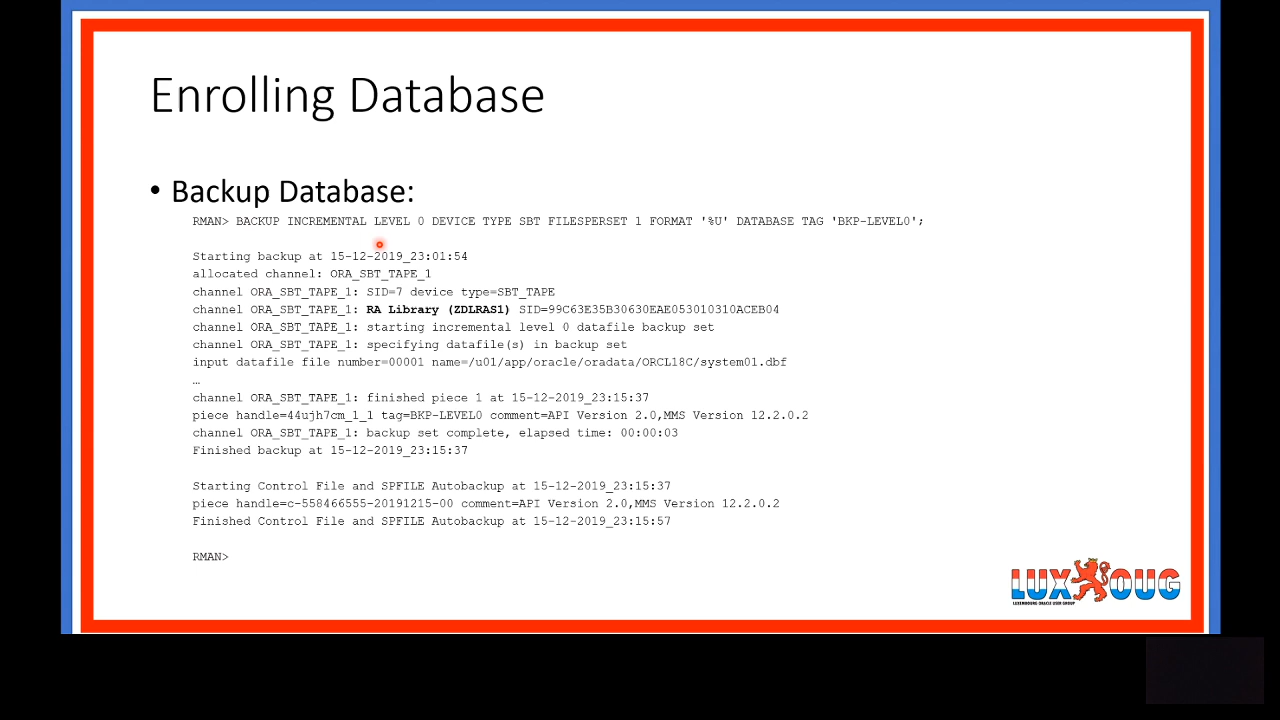 Enrolling Database
• Backup Database:
RMAN> BACKUP INCREMENTAL LEVEL 0 DEVICE TYPE SBT FILESPERSET 1 FORMAT '%U' DATABASE TAG 'BKP-LEVEL0';
Starting backup at 15-12-2019_23:01:54
allocated channel: ORA_SBT_TAPE_1
channel ORA_SBT_TAPE_1: SID=7 device type=SBT_TAPE
channel ORA_SBT_TAPE_1: RA Library (ZDLRAS1) SID=99C63E35B30630EAE053010310ACEB04
channel ORA_SBT_TAPE_1: starting incremental level 0 datafile backup set
channel ORA_SBT_TAPE_1: specifying datafile(s) in backup set
input datafile file number=00001 name=/u01/app/oracle/oradata/ORCL18C/system01.dbf
…
channel ORA_SBT_TAPE_1: finished piece 1 at 15-12-2019_23:15:37
piece handle=44ujh7cm_1_1 tag=BKP-LEVEL0 comment=API Version 2.0,MMS Version 12.2.0.2
channel ORA_SBT_TAPE_1: backup set complete, elapsed time: 00:00:03
Finished backup at 15-12-2019_23:15:37
Starting Control File and SPFILE Autobackup at 15-12-2019_23:15:37
piece handle=c-558466555-20191215-00 comment=API Version 2.0,MMS Version 12.2.0.2
Finished Control File and SPFILE Autobackup at 15-12-2019_23:15:57
RMAN>
LUX OUG
LUXEMBOURG ORACLE USER GROUP